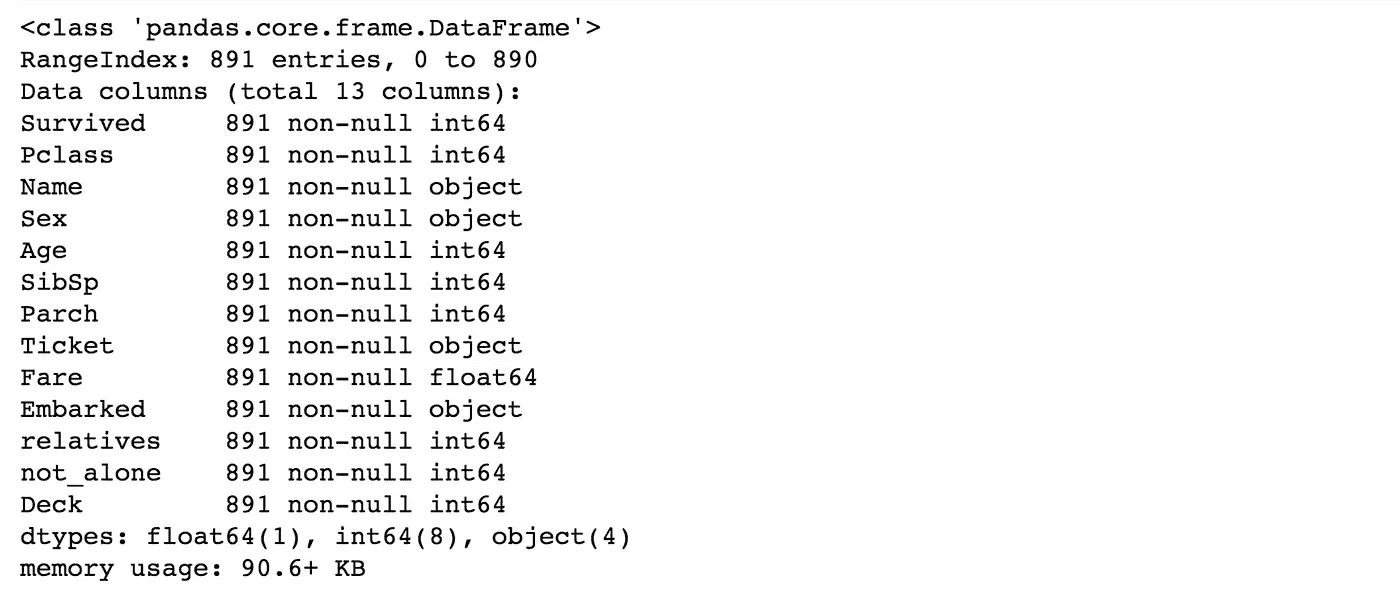 <class 'pandas.core.frame.DataFrame'>
RangeIndex: 891 entries, 0 to 890
Data columns (total 13 columns):
Survived     891 non-null int64
Pclass       891 non-null int64
Name         891 non-null object
Sex          891 non-null object
Age          891 non-null int64
SibSp        891 non-null int64
Parch        891 non-null int64
Ticket       891 non-null object
Fare         891 non-null float64
Embarked     891 non-null object
relatives    891 non-null int64
not_alone    891 non-null int64
Deck         891 non-null int64
dtypes: float64(1), int64(8), object(4)
memory usage: 90.6+ KB